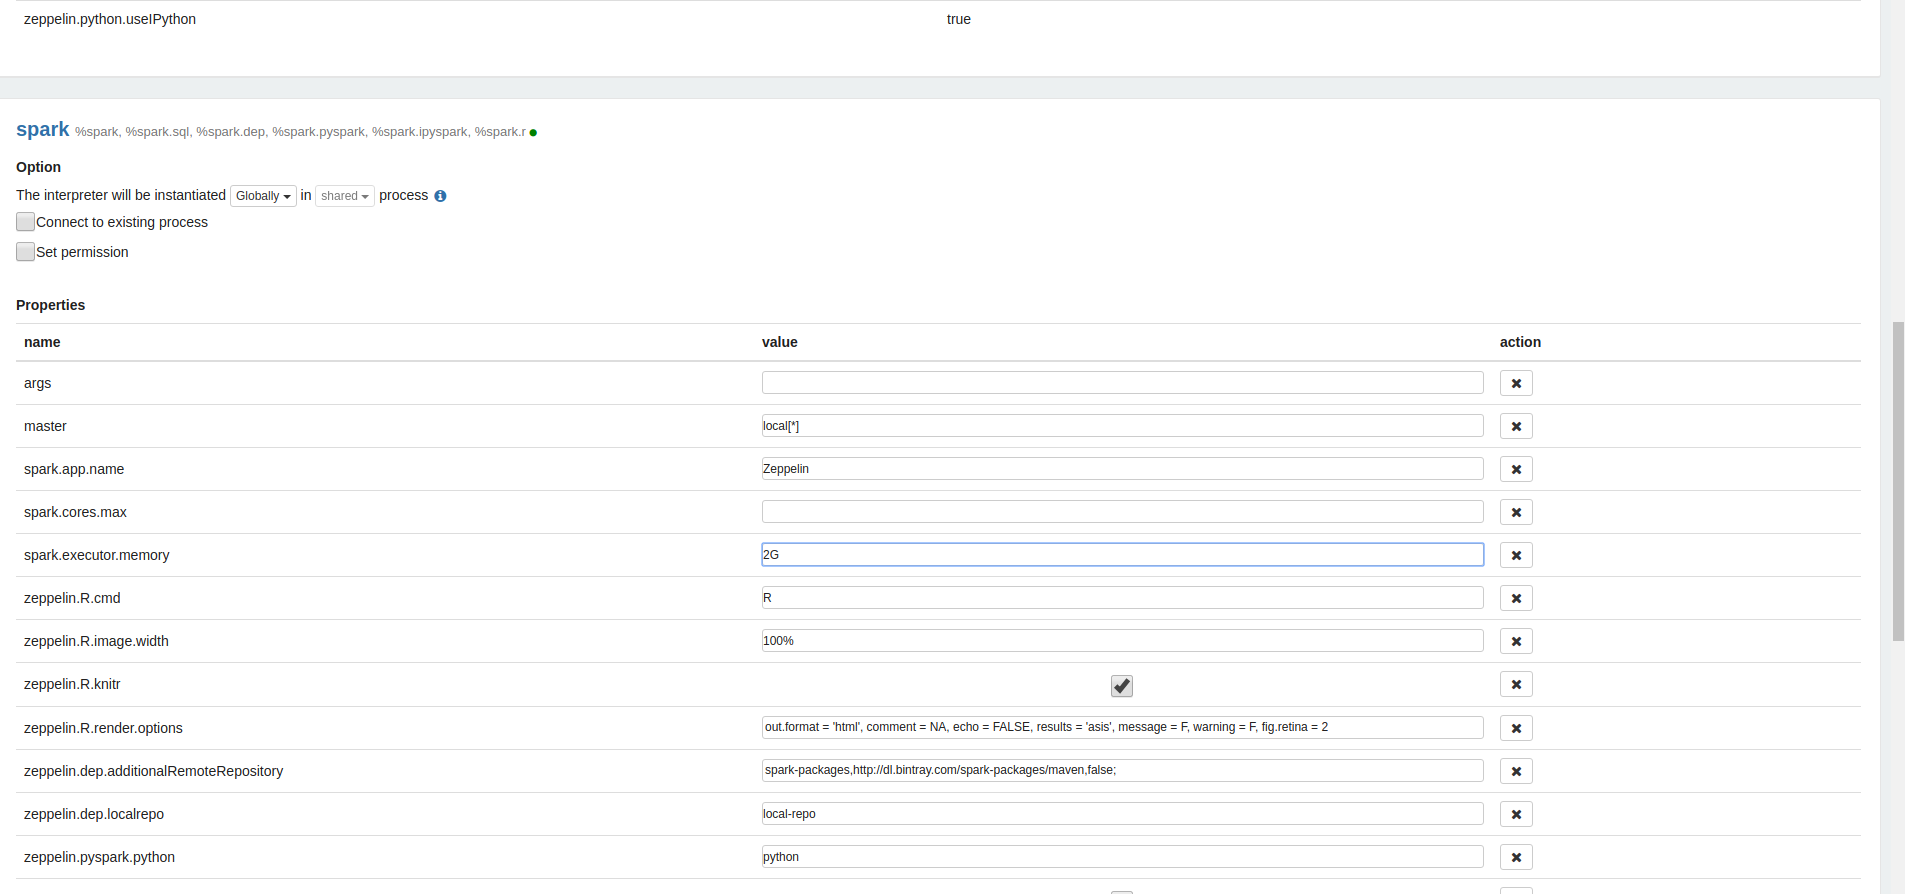 zeppelin.python.useIPython true
spark %spark, %spark.sql, %spark.dep, %spark.pyspark, %spark.ipyspark, %spark.r
Option
The interpreter will be instantiated Globally in shared process
Connect to existing process
Set permission
Properties
name value action
args
master local[*]
spark.app.name Zeppelin
spark.cores.max
spark.executor.memory 2G
zeppelin.R.cmd R
zeppelin.R.image.width 100%
zeppelin.R.knitr
zeppelin.R.render.options out.format = 'html', comment = NA, echo = FALSE, results = 'asis', message = F, warning = F, fig.retina = 2
zeppelin.dep.additionalRemoteRepository spark-packages,http://dl.bintray.com/spark-packages/maven,false;
zeppelin.dep.localrepo local-repo
zeppelin.pyspark.python python